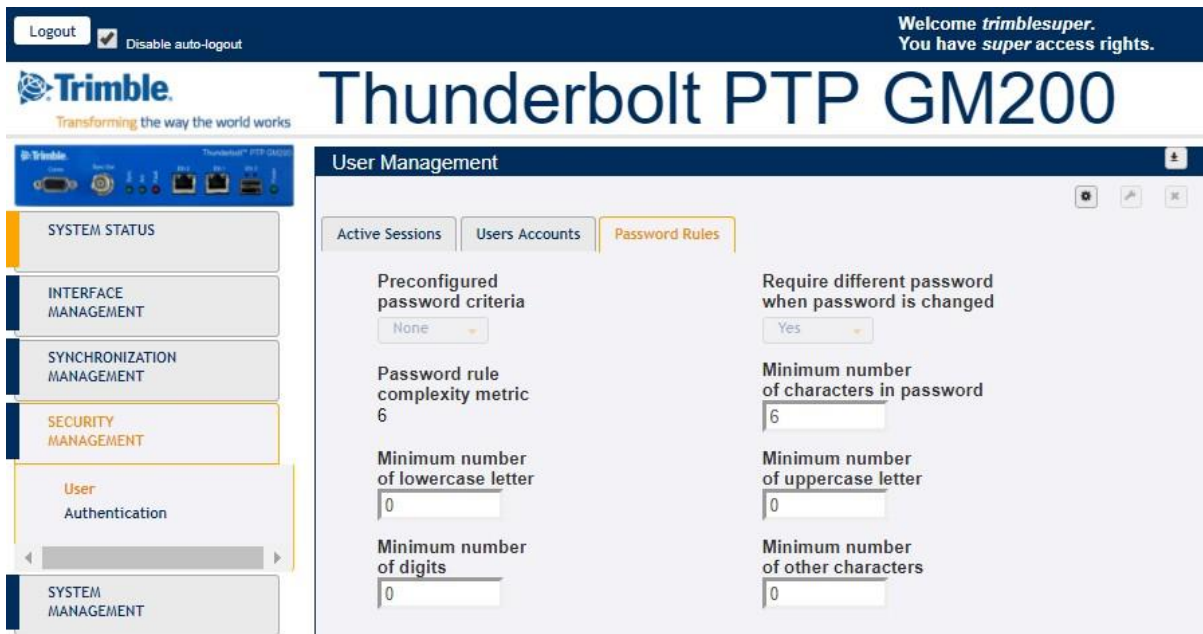 Logout
Disable auto-logout
Welcome trimblesuper.
You have super access rights.
Trimble.
Transforming the way the world works
Thunderbolt PTP GM200
Trimble.
Thunderbolt™ PTP GM200
User Management
SYSTEM STATUS
INTERFACE
MANAGEMENT
SYNCHRONIZATION
MANAGEMENT
SECURITY
MANAGEMENT
User
Authentication
SYSTEM
MANAGEMENT
Active Sessions
Users Accounts
Password Rules
Preconfigured
password criteria
None
Require different password
when password is changed
Yes
Password rule
complexity metric
6
Minimum number
of characters in password
6
Minimum number
of lowercase letter
0
Minimum number
of uppercase letter
0
Minimum number
of digits
0
Minimum number
of other characters
0